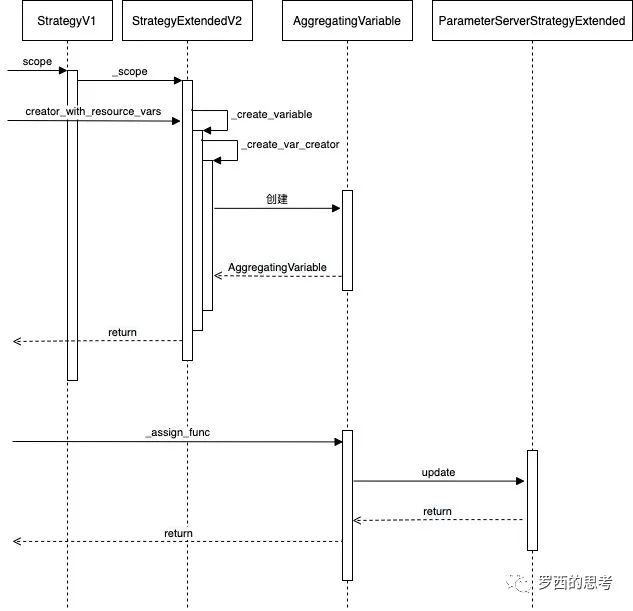 StrategyV1
StrategyExtendedV2
AggregatingVariable
ParameterServerStrategyExtended
scope
_scope
creator_with_resource_vars
_create_variable
_create_var_creator
创建
AggregatingVariable
return
_assign_func
update
return
return
罗西的思考